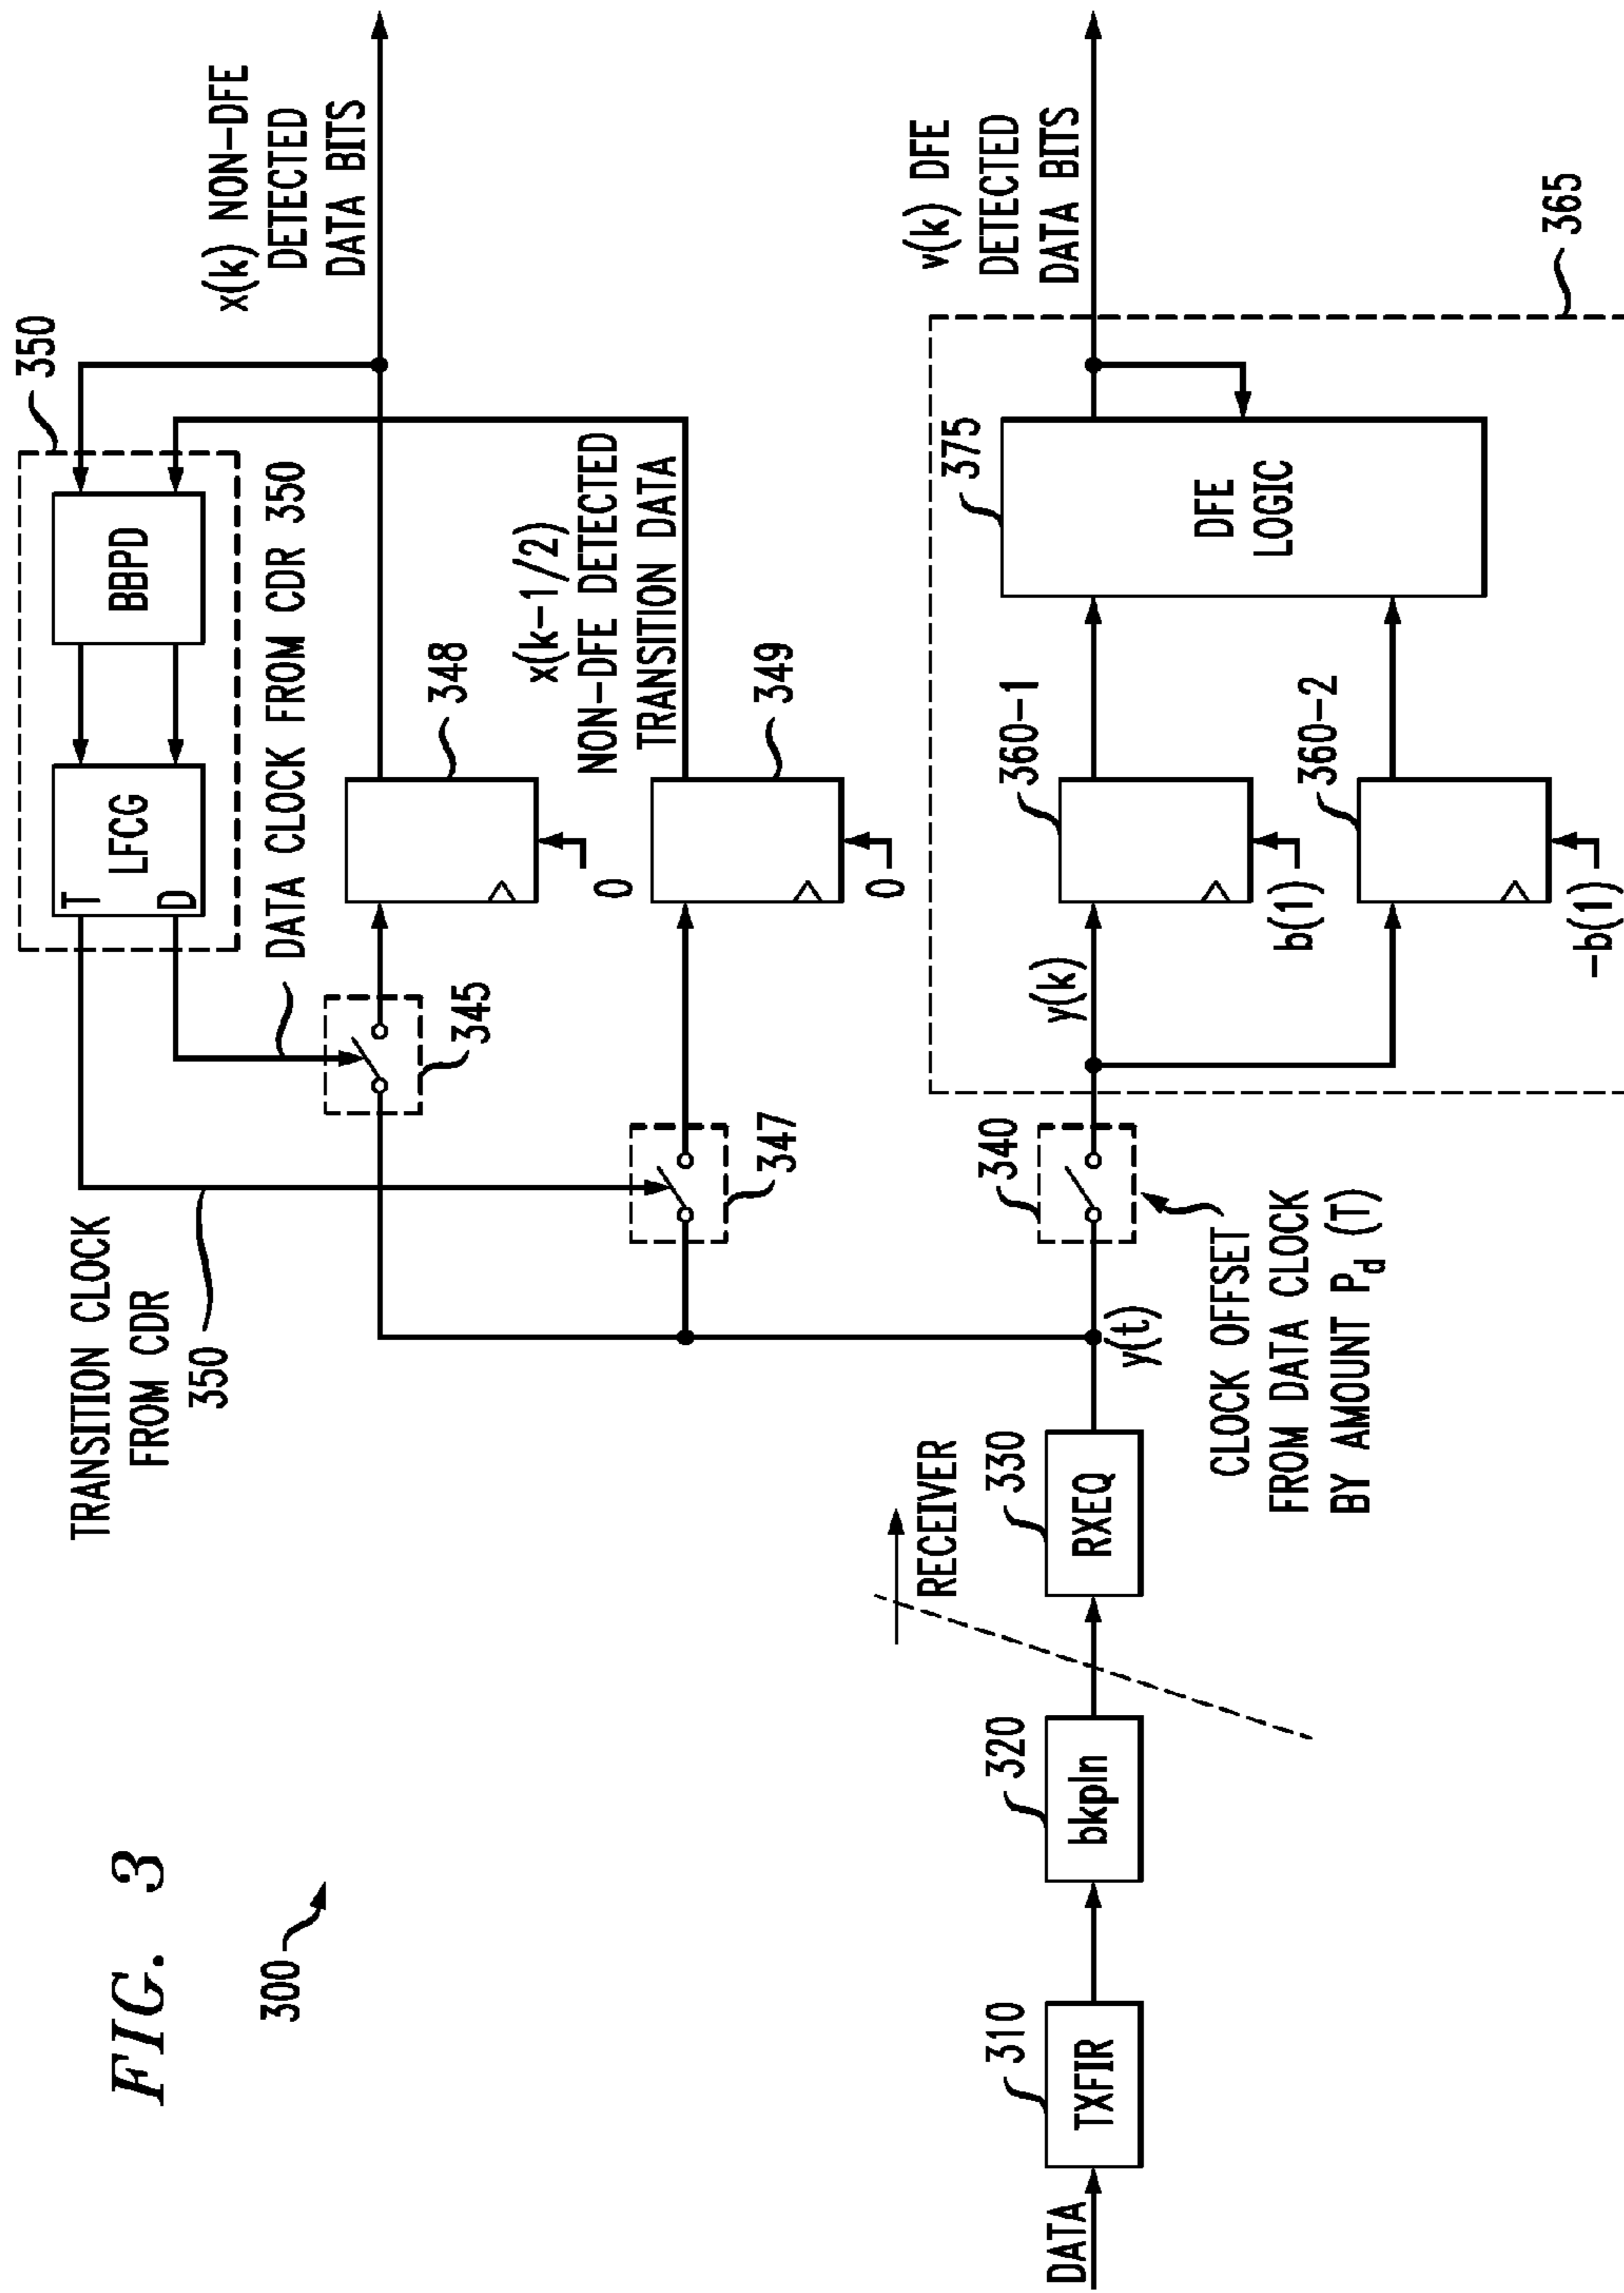 FIG. 3
300
TRANSITION CLOCK
FROM CDR
350
350
LFCG
T
D
BBPD
DATA CLOCK FROM CDR 350
x(k) NON-DFE
DETECTED
DATA BITS
345
348
0
x(k-1/2)
NON-DFE DETECTED
TRANSITION DATA
347
349
0
DATA
TXFIR
310
bkpln
320
RECEIVER
RXEQ
330
y(t)
340
CLOCK OFFSET
FROM DATA CLOCK
BY AMOUNT Pd (T)
y(k)
360-1
b(1)
360-2
-b(1)
DFE
LOGIC
375
v(k) DFE
DETECTED
DATA BITS
365